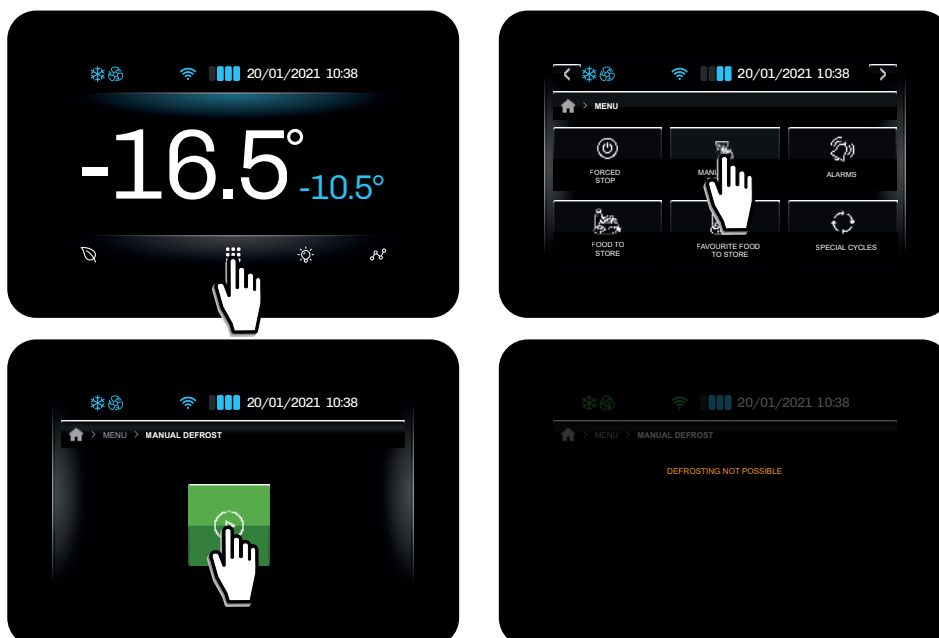 20/01/2021 10:38
-16.5°
-10.5°
20/01/2021 10:38
MENU
FORCED
STOP
ALARMS
FOOD TO
STORE
FAVOURITE FOOD
TO STORE
SPECIAL CYCLES
20/01/2021 10:38
> MENU > MANUAL DEFROST
20/01/2021 10:38
> MENU > MANUAL DEFROST
DEFROSTING NOT POSSIBLE